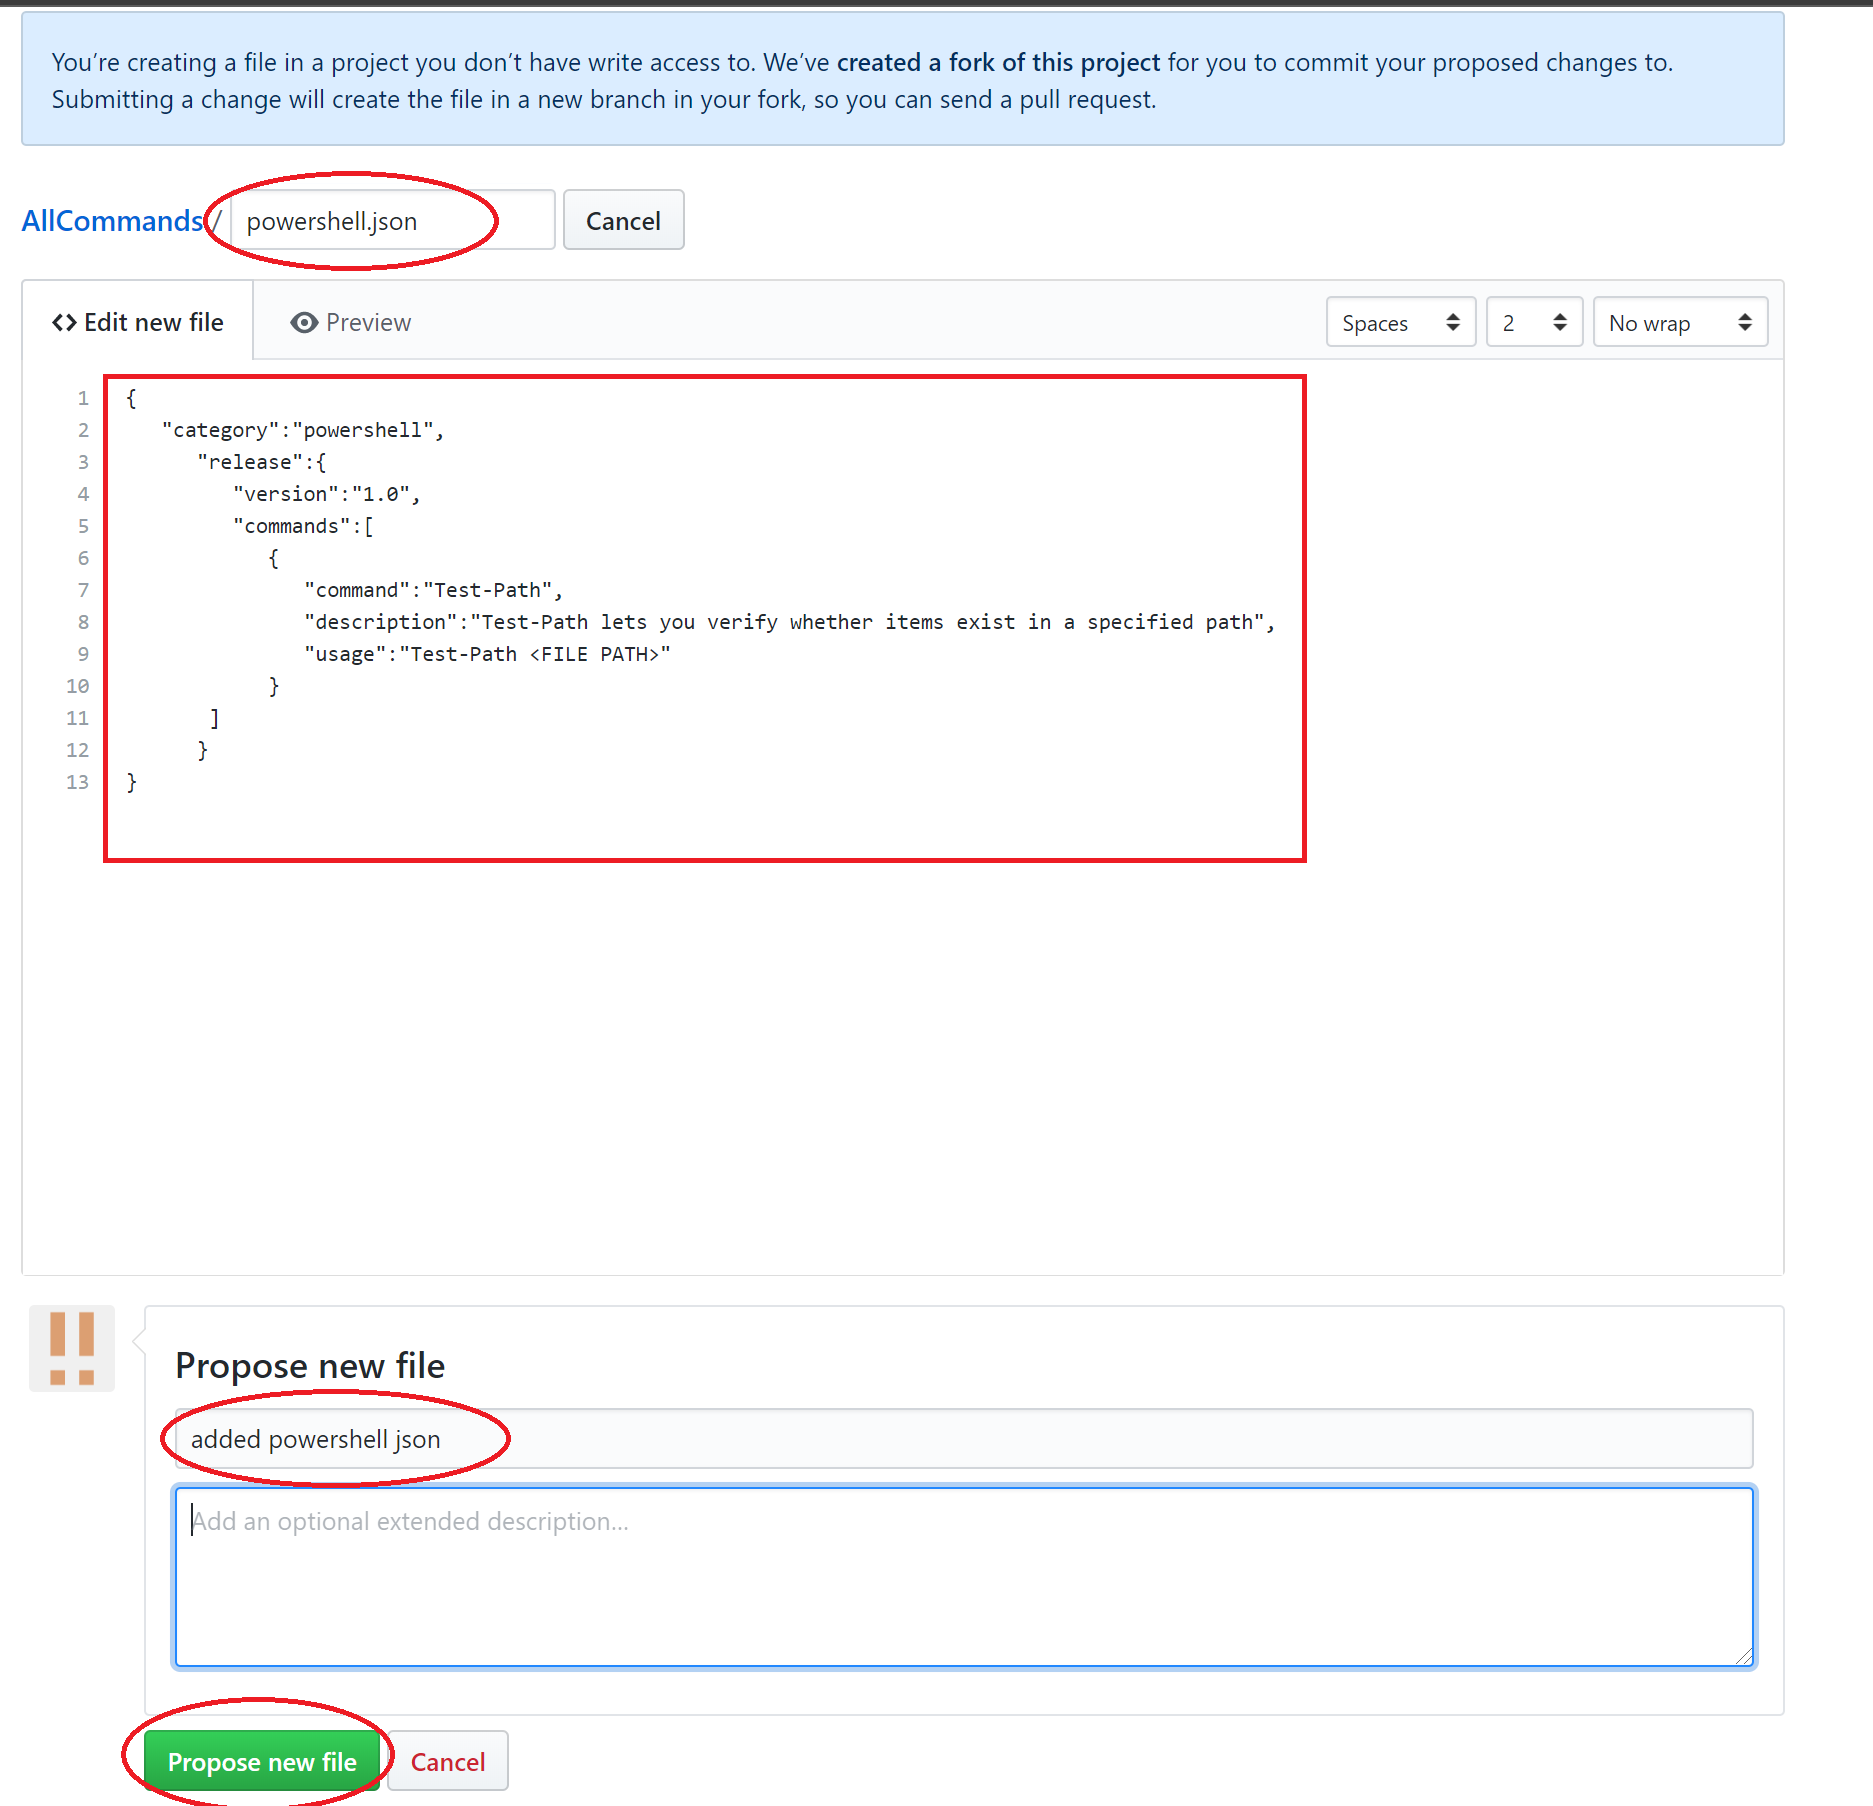 You’re creating a file in a project you don’t have write access to. We’ve created a fork of this project for you to commit your proposed changes to.
Submitting a change will create the file in a new branch in your fork, so you can send a pull request.
AllCommands / powershell.json Cancel
<> Edit new file Preview Spaces 2 No wrap
1 {
2    "category":"powershell",
3       "release":{
4          "version":"1.0",
5          "commands":[
6             {
7                "command":"Test-Path",
8                "description":"Test-Path lets you verify whether items exist in a specified path",
9                "usage":"Test-Path <FILE PATH>"
10             }
11        ]
12       }
13 }
Propose new file
added powershell json
Add an optional extended description...
Propose new file Cancel